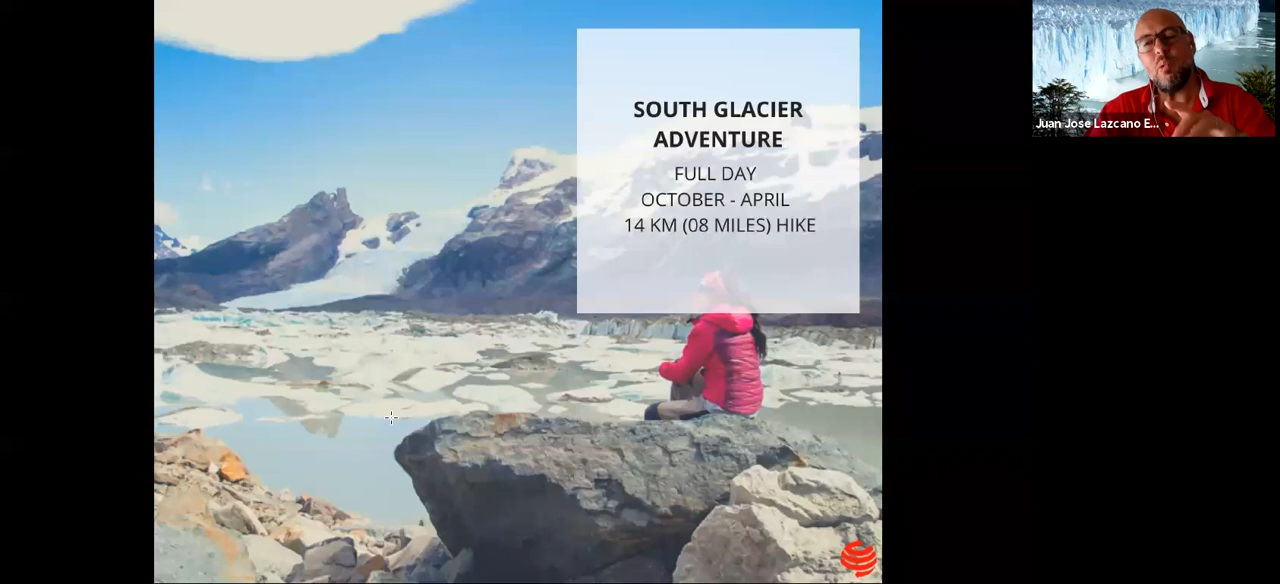 SOUTH GLACIER
ADVENTURE
FULL DAY
OCTOBER - APRIL
14 KM (08 MILES) HIKE
Juan Jose Lazcano E...